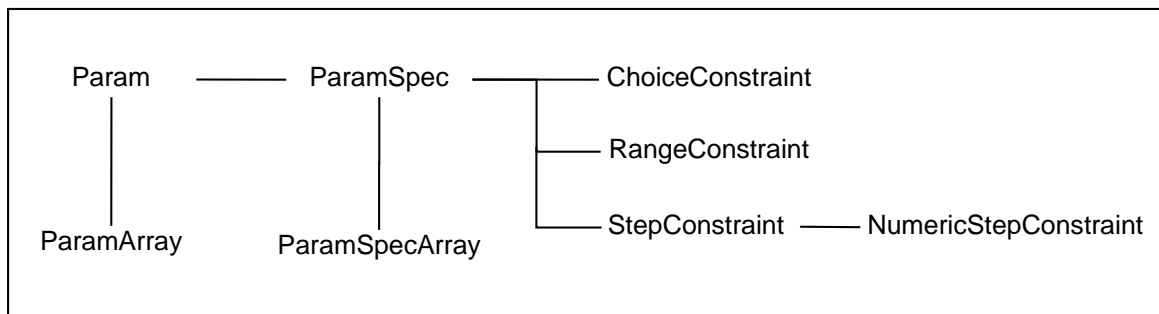 Param
ParamSpec
ChoiceConstraint
RangeConstraint
ParamArray
ParamSpecArray
StepConstraint
NumericStepConstraint